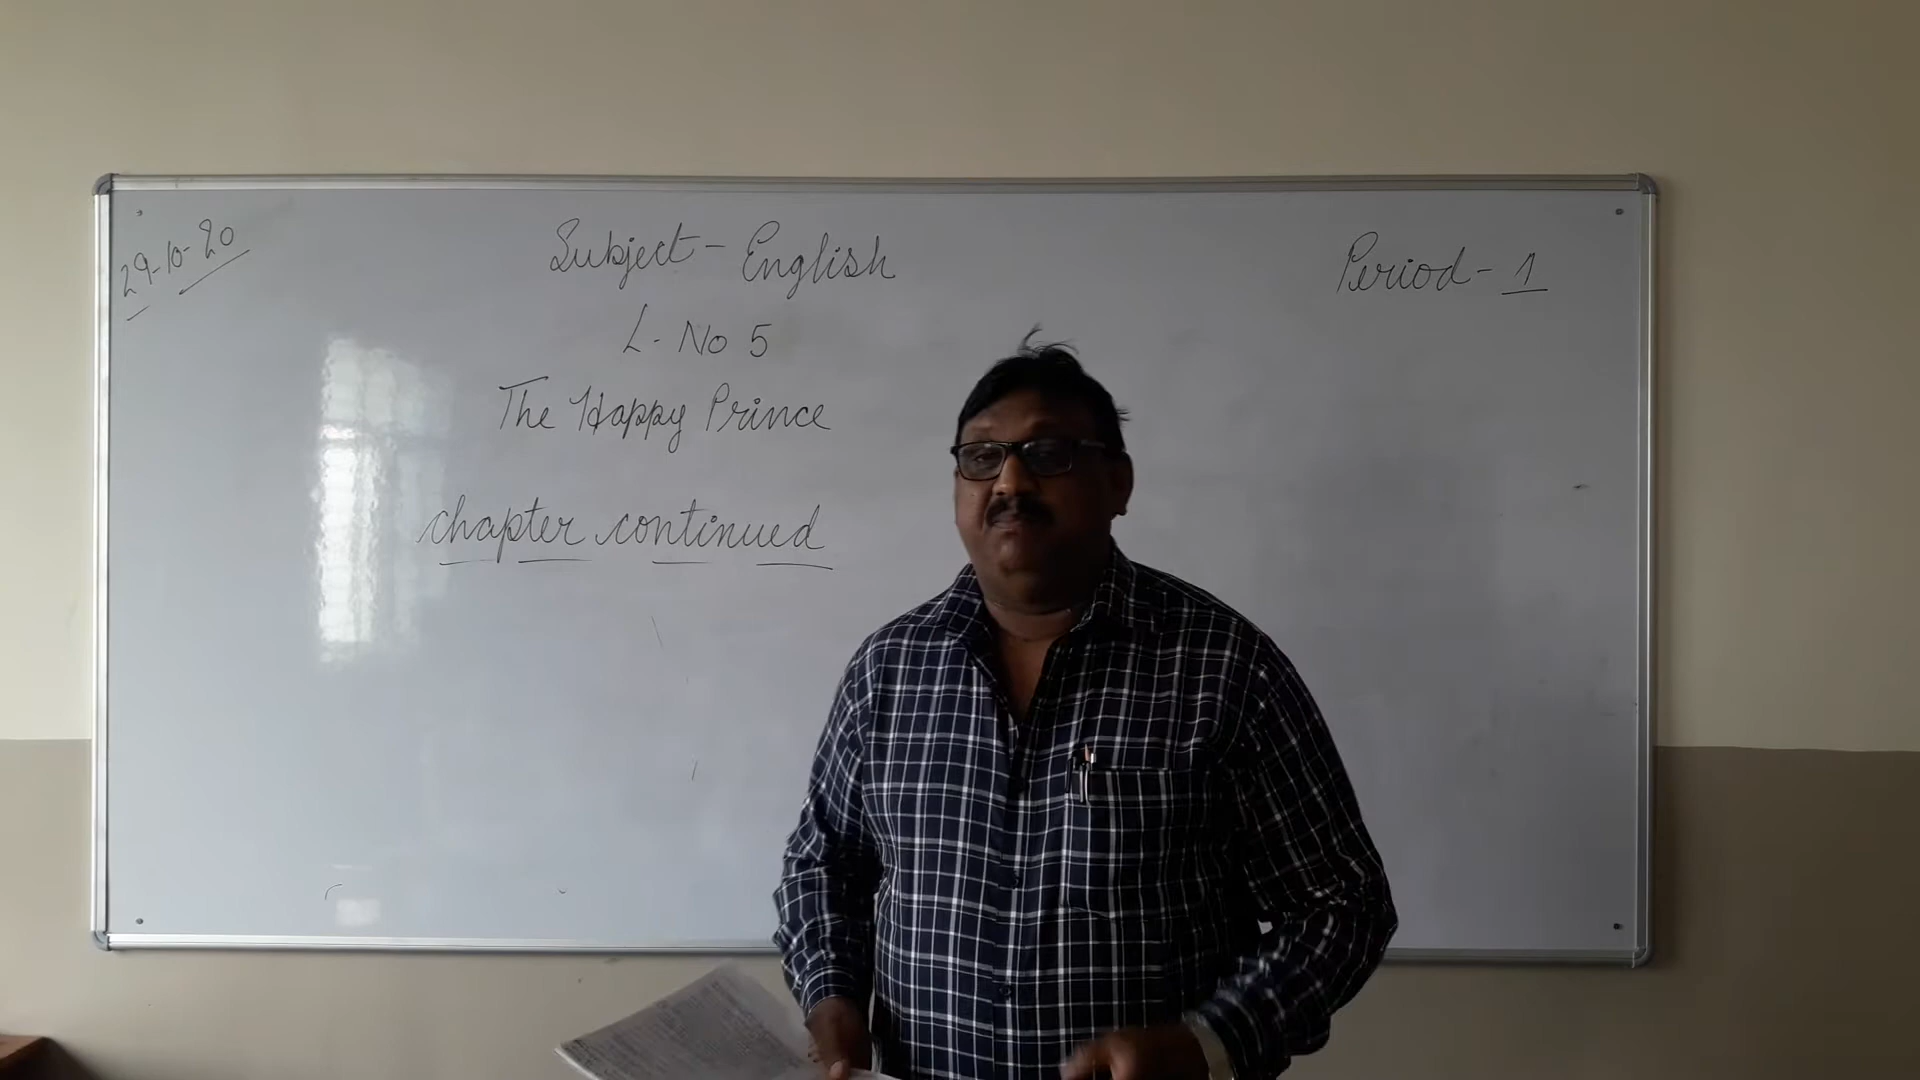 29-10-20
Subject - English
Period - 1
L. No 5
The Happy Prince
chapter continued